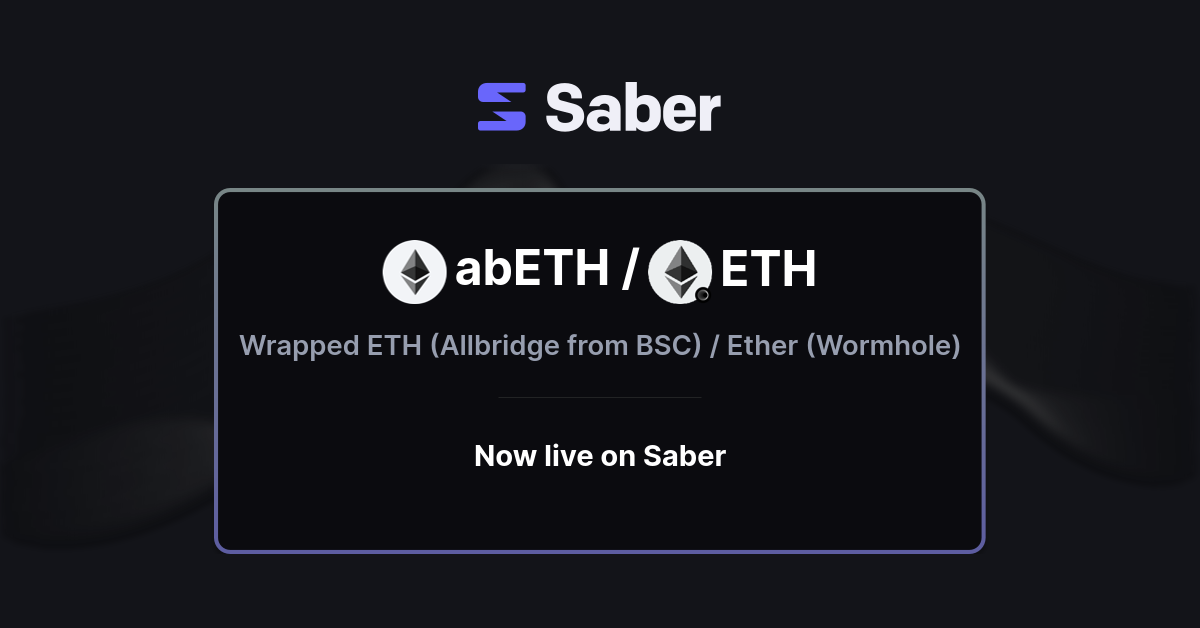 Saber
abETH / ETH
Wrapped ETH (Allbridge from BSC) / Ether (Wormhole)
Now live on Saber